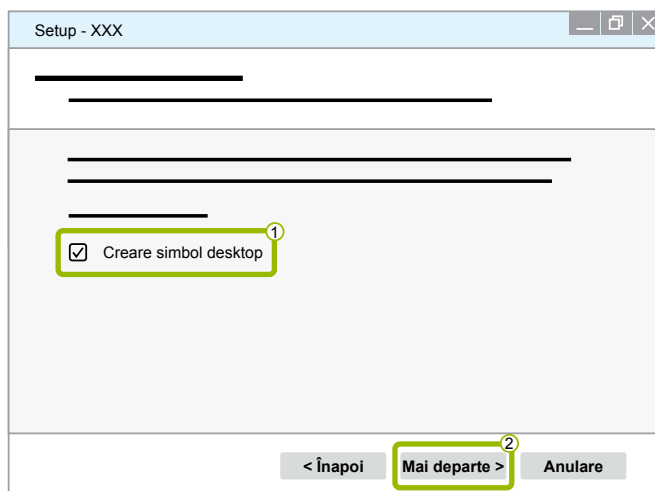 Setup - XXX
1
Creare simbol desktop
2
< Înapoi Mai departe > Anulare